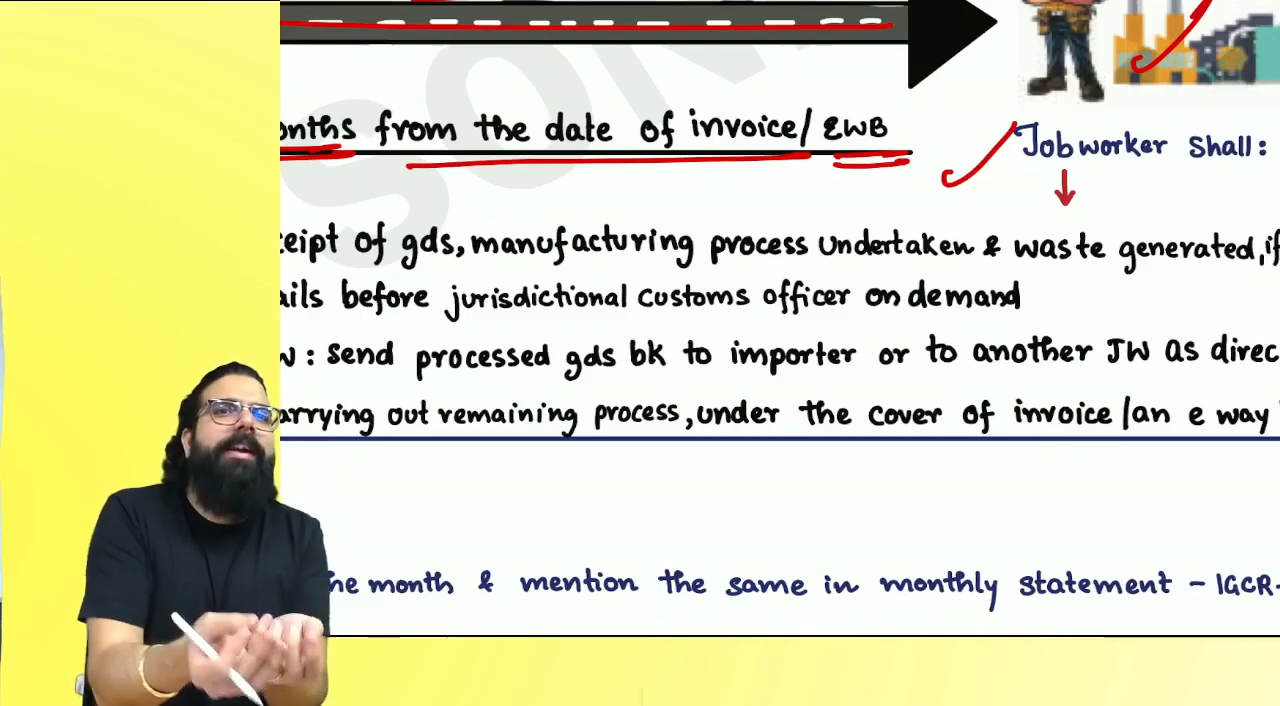 SON
onths from the date of invoice/ EWB
Jobworker Shall:
eipt of gds, manufacturing process undertaken & waste generated, if
ails before jurisdictional customs officer on demand
w: Send processed gds bk to importer or to another JW as direc
arrying out remaining process, under the cover of invoice/an e way
he month & mention the same in monthly statement - IGCR-